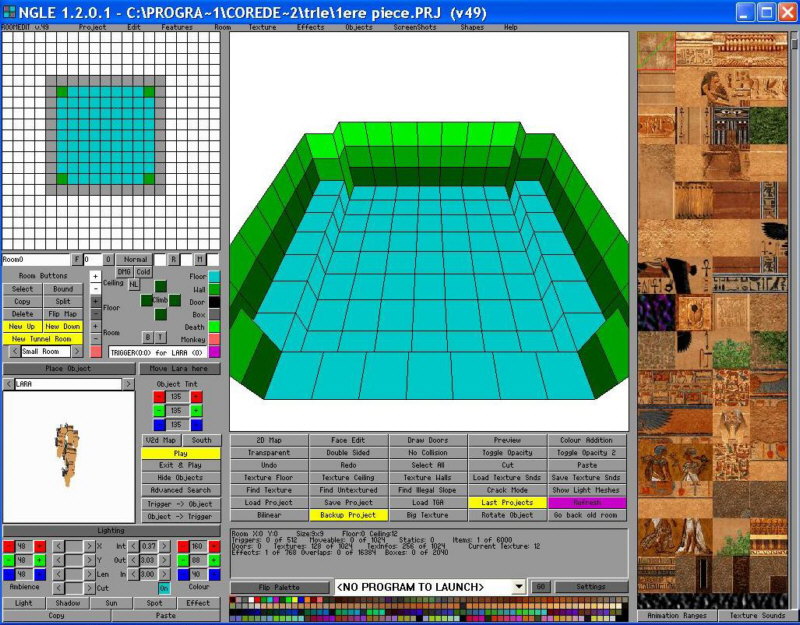 NGLE 1.2.0.1 - C:\PROGRA~1\COREDE~2\trle\1ere piece.PRJ (v49)
ROOMEDIT v.49 Project Edit Features Room Texture Effects Objects ScreenShots Shapes Help
Room0 F 0 0 Normal R M
Room Buttons
DMG Cold
Ceiling NL
Floor
Select Bound
Wall
Copy Split
Floor Climb
Door
Delete Flip Map
Box
New Up New Down
Room
Death
New Tunnel Room
B T
Monkey
< Small Room >
TRIGGER(0:0) for LARA (0)
Place Object Move Lara here
< LARA >
Object Tint
- 135 +
- 135 +
- 135 +
V2d Map South
Play
Exit & Play
Hide Objects
Advanced Search
Trigger -> Object
Object -> Trigger
Lighting
- 48 + < > X Int < 0.37 > - 160 +
- 48 + < > Y Out < 3.03 > - 88 +
- 48 + < > Len In < 3.00 > - 40 +
Ambience < > Cut On Colour
Light Shadow Sun Spot Effect
Copy Paste
2D Map Face Edit Draw Doors Preview Colour Addition
Transparent Double Sided No Collision Toggle Opacity Toggle Opacity 2
Undo Redo Select All Cut Paste
Texture Floor Texture Ceiling Texture Walls Load Texture Snds Save Texture Snds
Find Texture Find Untextured Find Illegal Slope Crack Mode Show Light Meshes
Load Project Save Project Load TGA Last Projects Refresh
Bilinear Backup Project Big Texture Rotate Object Go back old room
Room X:0 Y:0 Size:9x9 Floor:0 Ceiling:12
Triggers: 0 of 512 Moveables: 0 of 1024 Statics: 0 Items: 1 of 6000
Doors: 0 Textures: 128 of 1024 TexInfos: 256 of 1024 Current Texture: 12
Effects: 1 of 768 Overlaps: 0 of 16384 Boxes: 0 of 2040
Flip Palette <NO PROGRAM TO LAUNCH> GO Settings
Animation Ranges Texture Sounds